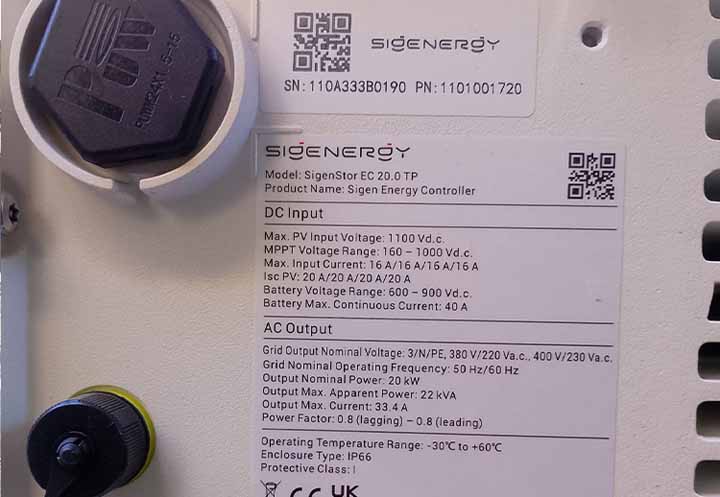 PUW
PUMM24X1.5-15
SIGENERGY
SN:110A333B0190 PN:1101001720
SIGENERGY
Model: SigenStor EC 20.0 TP
Product Name: Sigen Energy Controller
DC Input
Max. PV Input Voltage: 1100 Vd.c.
MPPT Voltage Range: 160 – 1000 Vd.c.
Max. Input Current: 16 A/16 A/16 A/16 A
Isc PV: 20 A/20 A/20 A/20 A
Battery Voltage Range: 600 – 900 Vd.c.
Battery Max. Continuous Current: 40 A
AC Output
Grid Output Nominal Voltage: 3/N/PE, 380 V/220 Va.c., 400 V/230 Va.c.
Grid Nominal Operating Frequency: 50 Hz/60 Hz
Output Nominal Power: 20 kW
Output Max. Apparent Power: 22 kVA
Output Max. Current: 33.4 A
Power Factor: 0.8 (lagging) – 0.8 (leading)
Operating Temperature Range: -30℃ to +60℃
Enclosure Type: IP66
Protective Class: I
CE UK